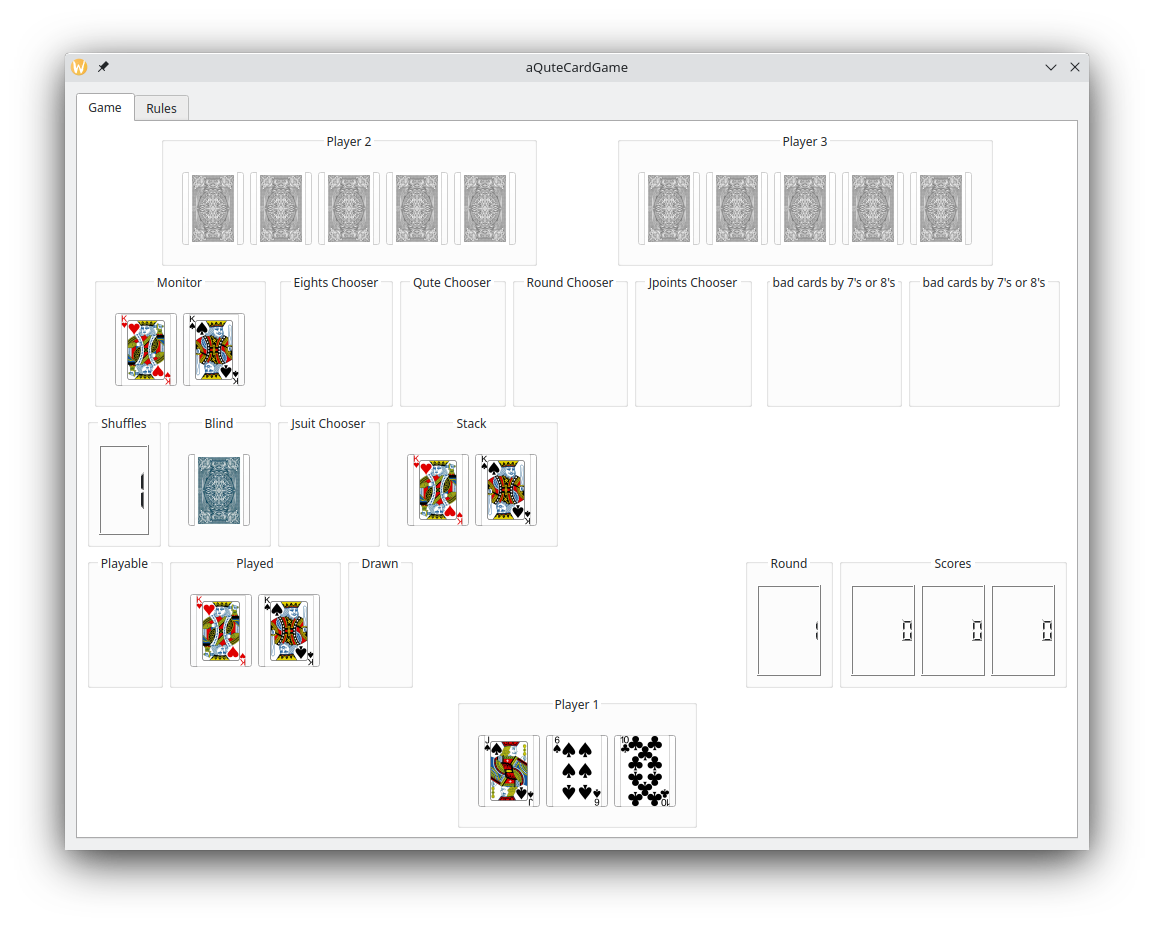 aQuteCardGame
Game Rules
Player 2 Player 3
Monitor Eights Chooser Qute Chooser Round Chooser Jpoints Chooser bad cards by 7's or 8's bad cards by 7's or 8's
K K K K
Shuffles Blind Jsuit Chooser Stack
1
K K K K
Playable Played Drawn Round Scores
K K K K
1 0 0 0
Player 1
J 6 10
J 6 10